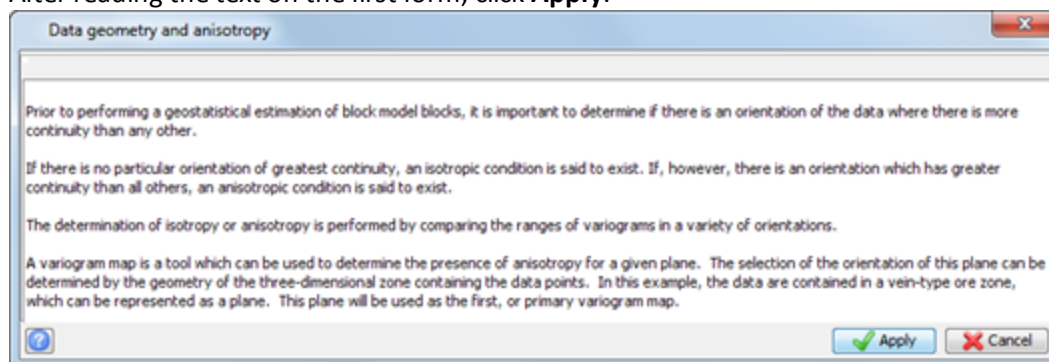 After reading the text on the first form, click Apply.
Data geometry and anisotropy
Prior to performing a geostatistical estimation of block model blocks, it is important to determine if there is an orientation of the data where there is more
continuity than any other.
If there is no particular orientation of greatest continuity, an isotropic condition is said to exist. If, however, there is an orientation which has greater
continuity than all others, an anisotropic condition is said to exist.
The determination of isotropy or anisotropy is performed by comparing the ranges of variograms in a variety of orientations.
A variogram map is a tool which can be used to determine the presence of anisotropy for a given plane. The selection of the orientation of this plane can be
determined by the geometry of the three-dimensional zone containing the data points. In this example, the data are contained in a vein-type ore zone,
which can be represented as a plane. This plane will be used as the first, or primary variogram map.
Apply Cancel